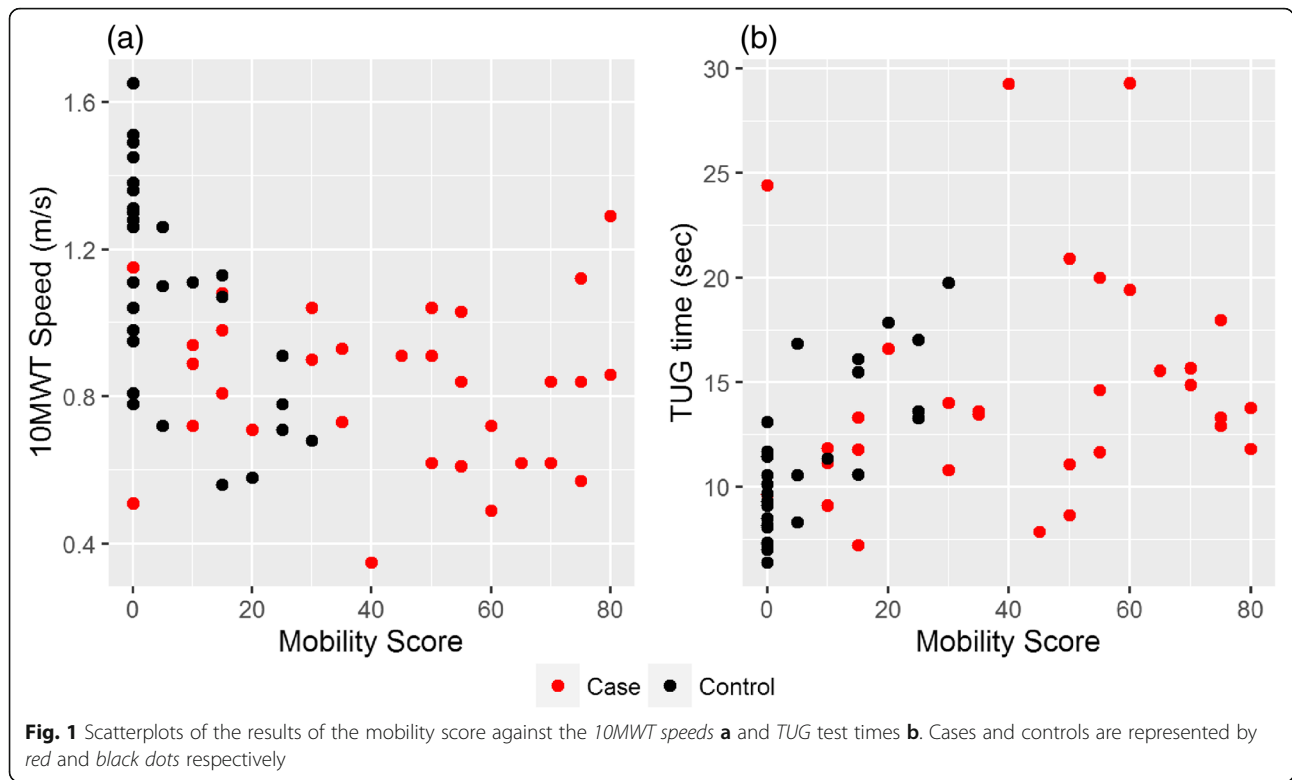 (a)
10MWT Speed (m/s)
1.6
1.2
0.8
0.4
0 20 40 60 80
Mobility Score
(b)
TUG time (sec)
30
25
20
15
10
0 20 40 60 80
Mobility Score
Case Control
Fig. 1 Scatterplots of the results of the mobility score against the 10MWT speeds a and TUG test times b. Cases and controls are represented by
red and black dots respectively